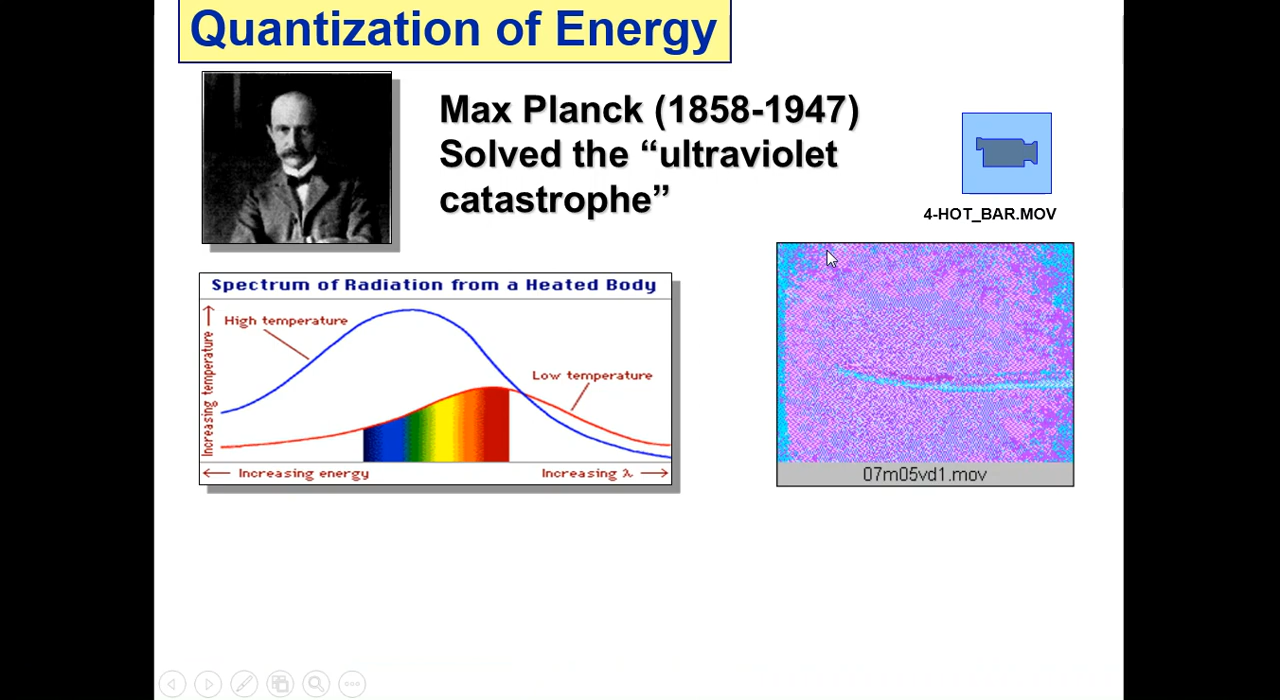 Quantization of Energy
Max Planck (1858-1947)
Solved the “ultraviolet
catastrophe”
4-HOT_BAR.MOV
Spectrum of Radiation from a Heated Body
High temperature
Low temperature
Increasing temperature
Increasing energy
Increasing λ
07m05vd1.mov